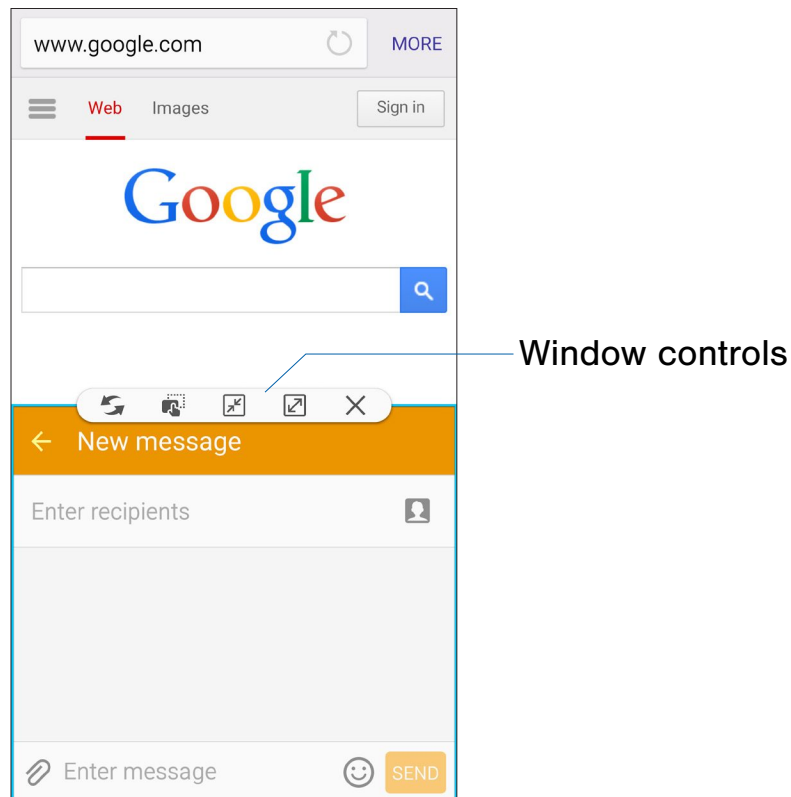 www.google.com MORE
Web Images Sign in
Google
Window controls
New message
Enter recipients
Enter message SEND